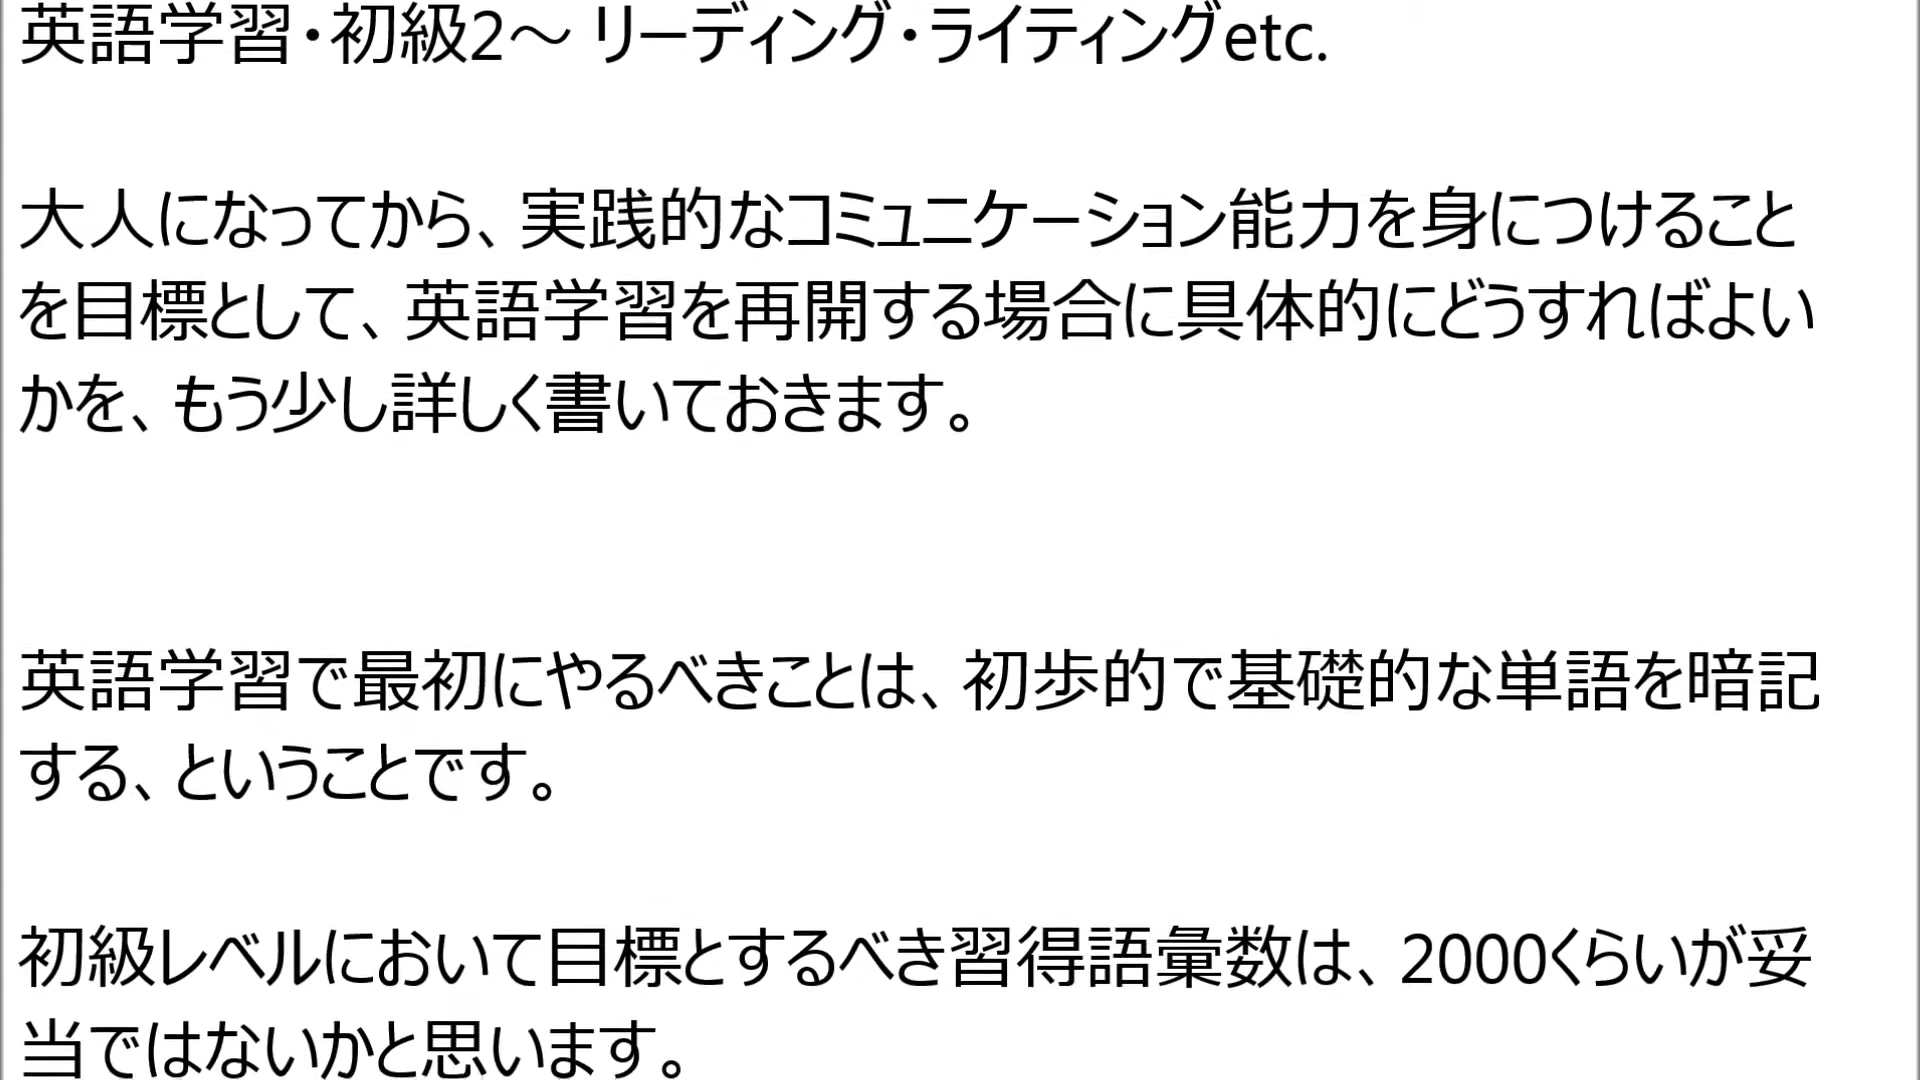 英語学習・初級2～ リーディング・ライティングetc.
大人になってから、実践的なコミュニケーション能力を身につけること
を目標として、英語学習を再開する場合に具体的にどうすればよい
かを、もう少し詳しく書いておきます。
英語学習で最初にやるべきことは、初歩的で基礎的な単語を暗記
する、ということです。
初級レベルにおいて目標とするべき習得語彙数は、2000くらいが妥
当ではないかと思います。